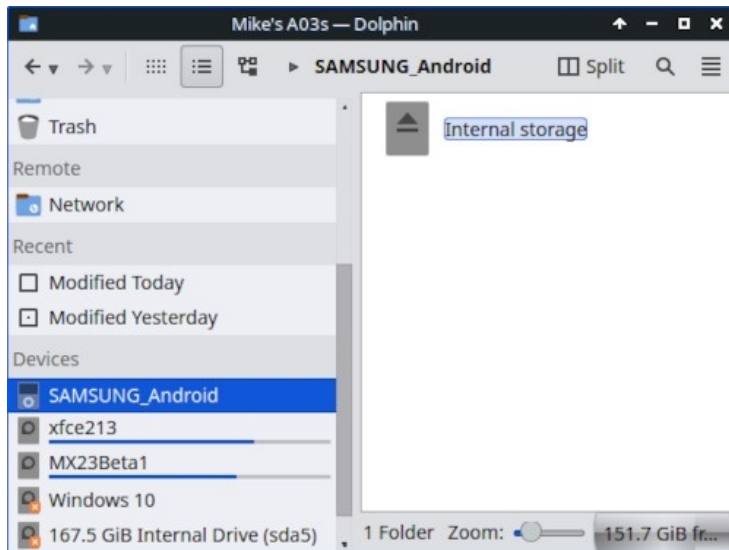 Mike's A03s — Dolphin
SAMSUNG_Android
Split
Trash
Remote
Network
Recent
Modified Today
Modified Yesterday
Devices
SAMSUNG_Android
xfce213
MX23Beta1
Windows 10
167.5 GiB Internal Drive (sda5)
Internal storage
1 Folder Zoom: 151.7 GiB fr...